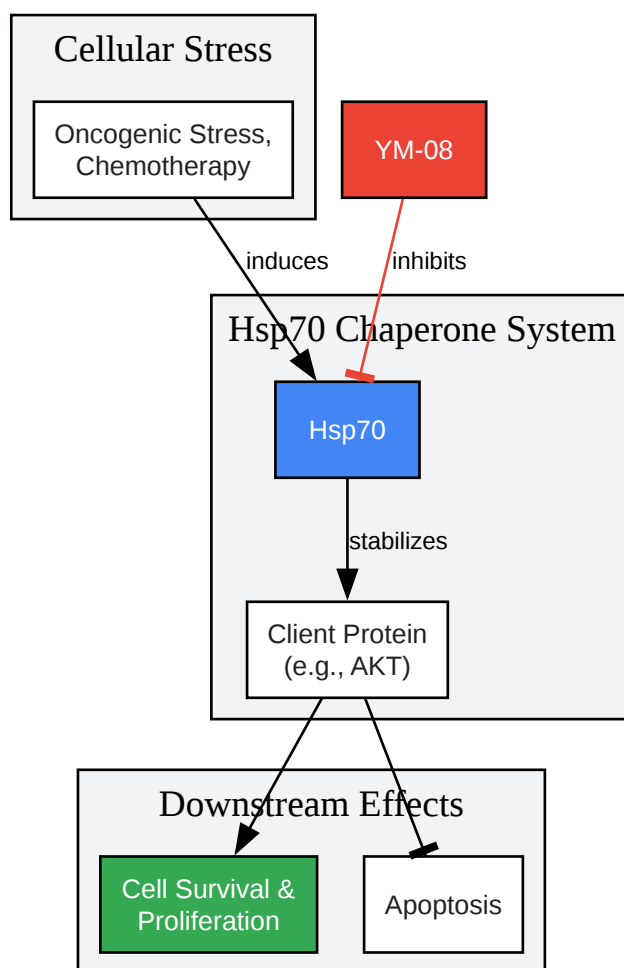 Cellular Stress
Oncogenic Stress,
Chemotherapy
YM-08
induces
inhibits
Hsp70 Chaperone System
Hsp70
stabilizes
Client Protein
(e.g., AKT)
Downstream Effects
Cell Survival &
Proliferation
Apoptosis